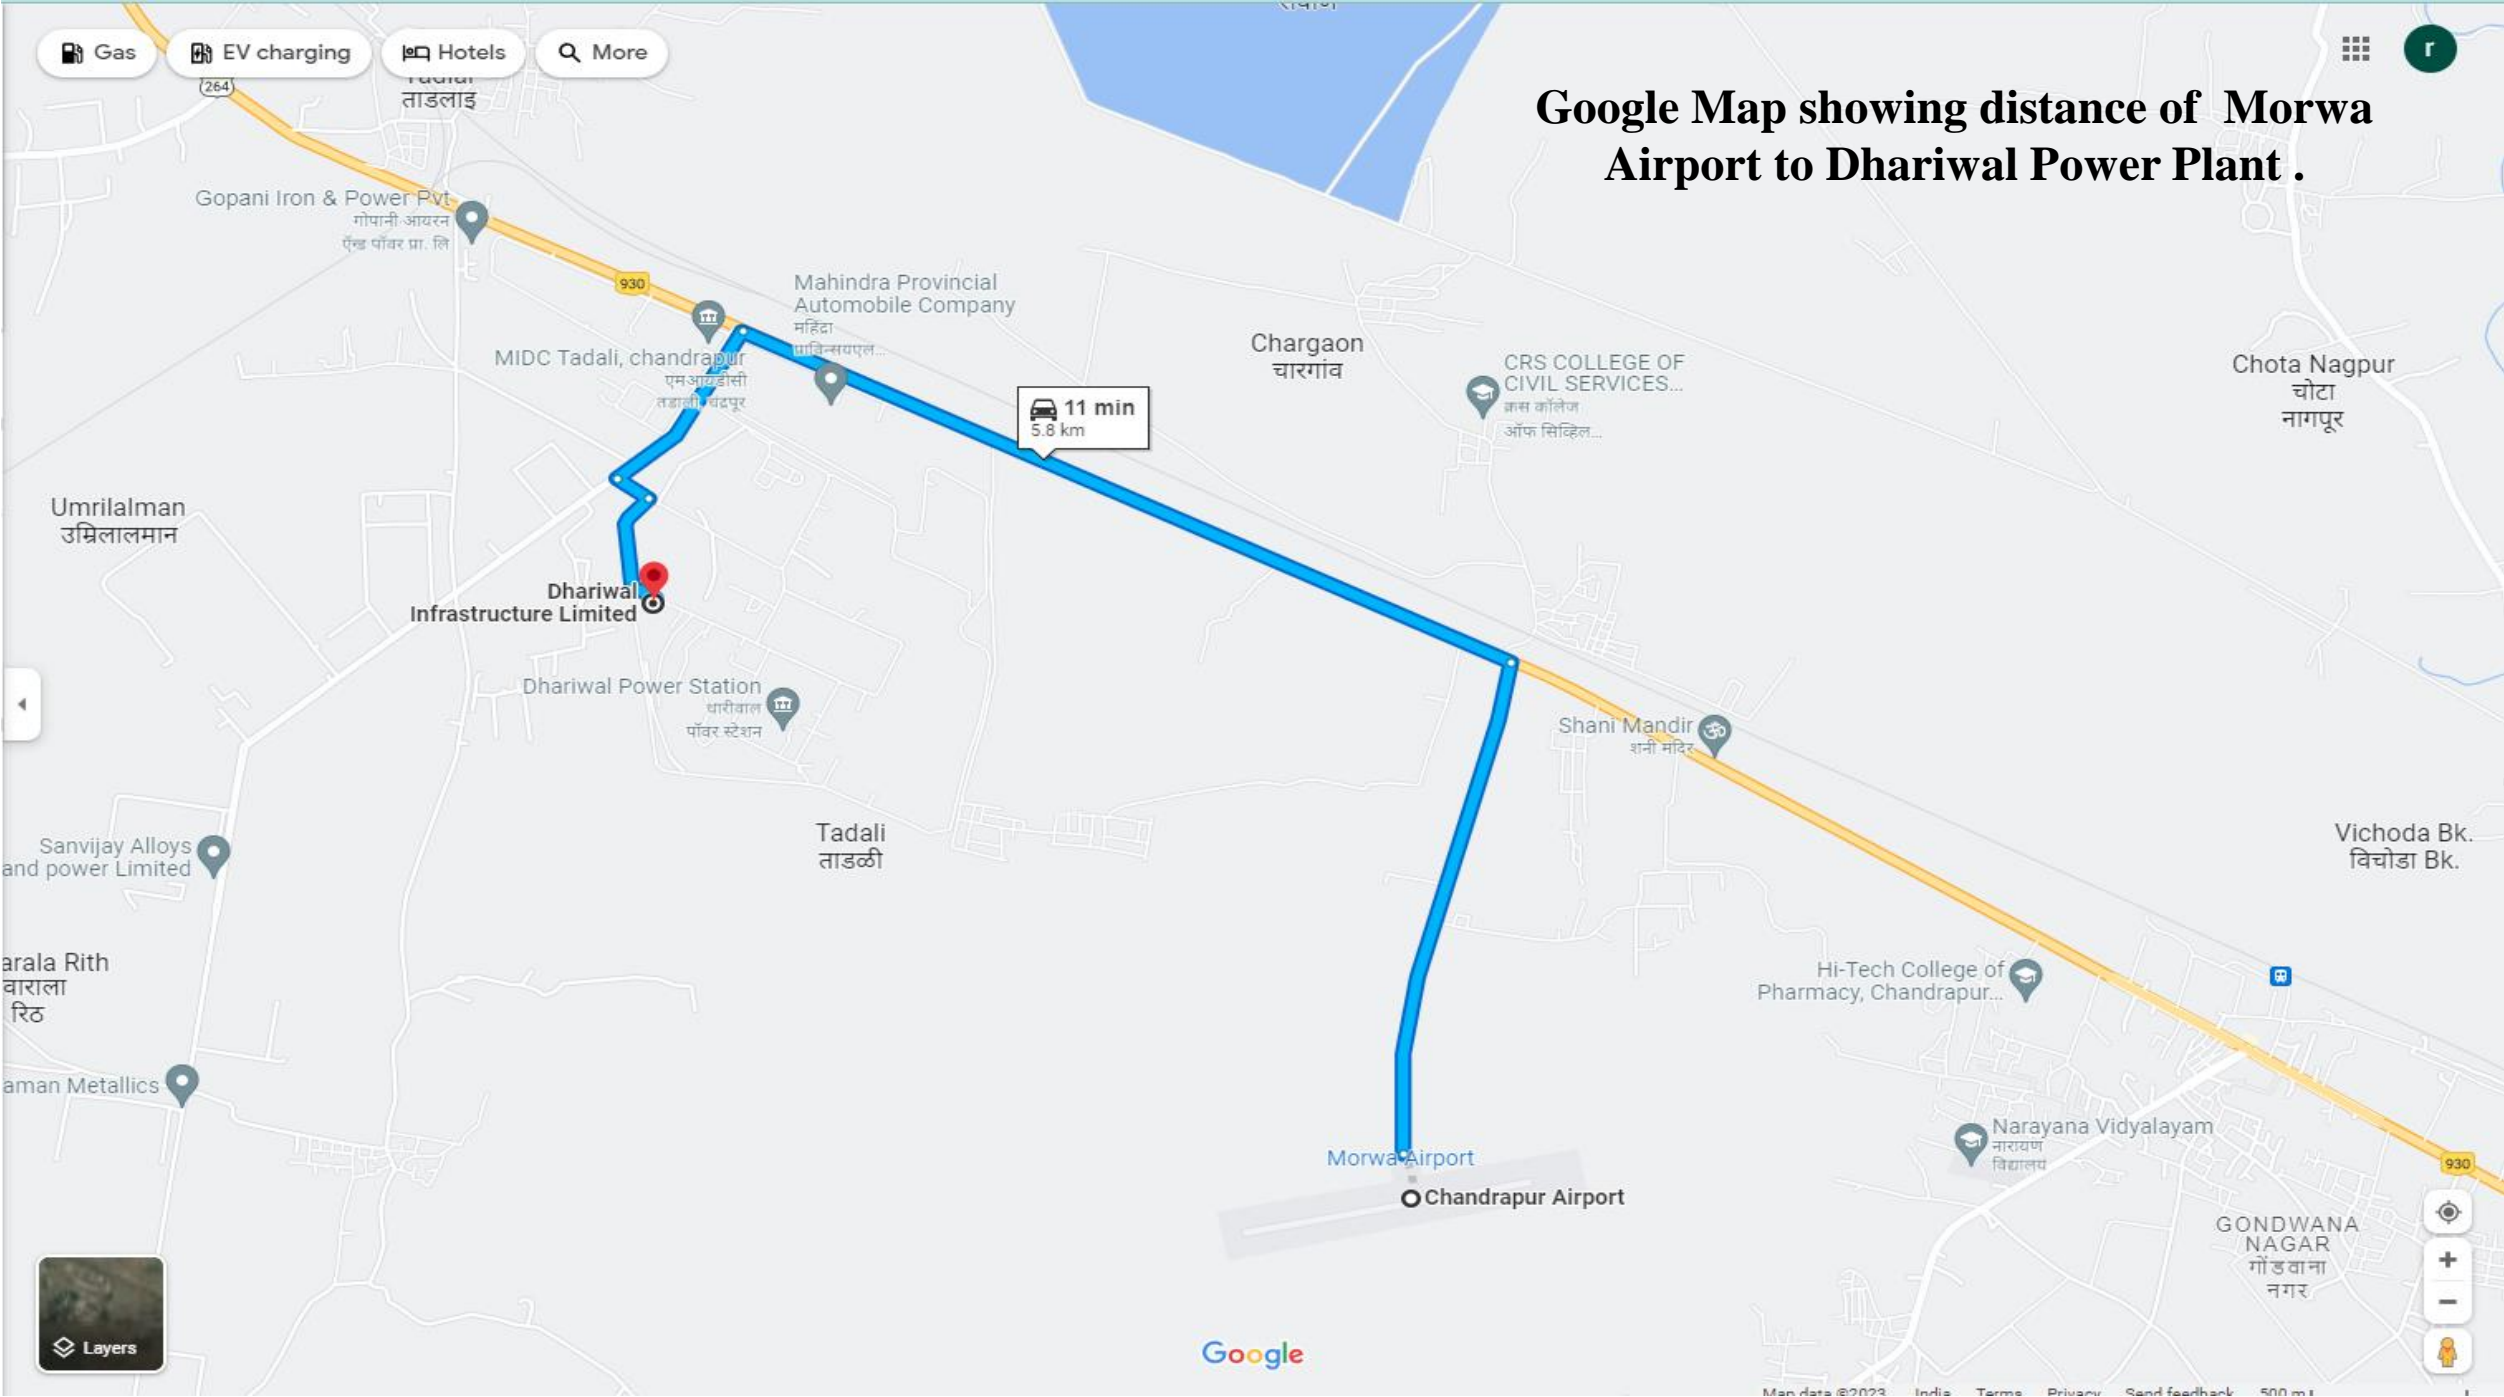 Gas
EV charging
Hotels
More
r
Google Map showing distance of Morwa
Airport to Dhariwal Power Plant .
264
ताडलाइ
Gopani Iron & Power Pvt
गोपानी आयरन
ऍन्ड पॉवर प्रा. लि
930
Mahindra Provincial
Automobile Company
महिंद्रा
प्राविन्सयएल...
MIDC Tadali, chandrapur
एमआयडीसी
तडाली, चंद्रपूर
11 min
5.8 km
Chargaon
चारगांव
CRS COLLEGE OF
CIVIL SERVICES...
क्रस कॉलेज
ऑफ सिव्हिल...
Chota Nagpur
चोटा
नागपूर
Umrilalman
उम्रिलालमान
Dhariwal
Infrastructure Limited
Dhariwal Power Station
धारीवाल
पॉवर स्टेशन
Shani Mandir
शनी मंदिर
Tadali
ताडळी
Sanvijay Alloys
and power Limited
Vichoda Bk.
विचोडा Bk.
arala Rith
वाराला
रिठ
Hi-Tech College of
Pharmacy, Chandrapur...
aman Metallics
Narayana Vidyalayam
नारायण
विद्यालय
Morwa Airport
Chandrapur Airport
930
GONDWANA
NAGAR
गोंडवाना
नगर
Layers
Google
Map data ©2023 India Terms Privacy Send feedback 500 m